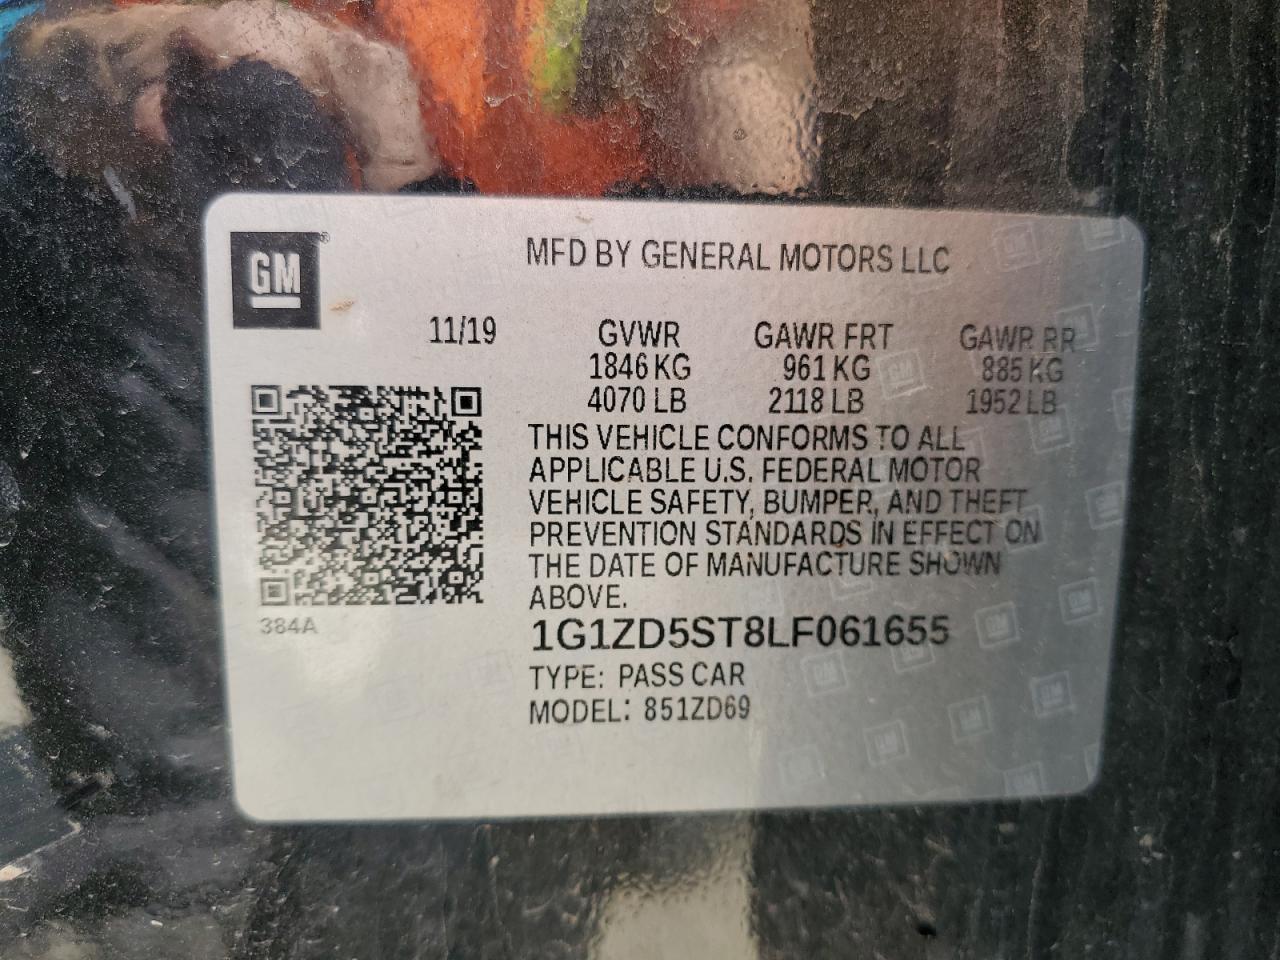 GM®
MFD BY GENERAL MOTORS LLC
11/19 GVWR GAWR FRT GAWR RR
1846 KG 961 KG 885 KG
4070 LB 2118 LB 1952 LB
THIS VEHICLE CONFORMS TO ALL
APPLICABLE U.S. FEDERAL MOTOR
VEHICLE SAFETY, BUMPER, AND THEFT
PREVENTION STANDARDS IN EFFECT ON
THE DATE OF MANUFACTURE SHOWN
ABOVE.
384A
1G1ZD5ST8LF061655
TYPE: PASS CAR
MODEL: 851ZD69